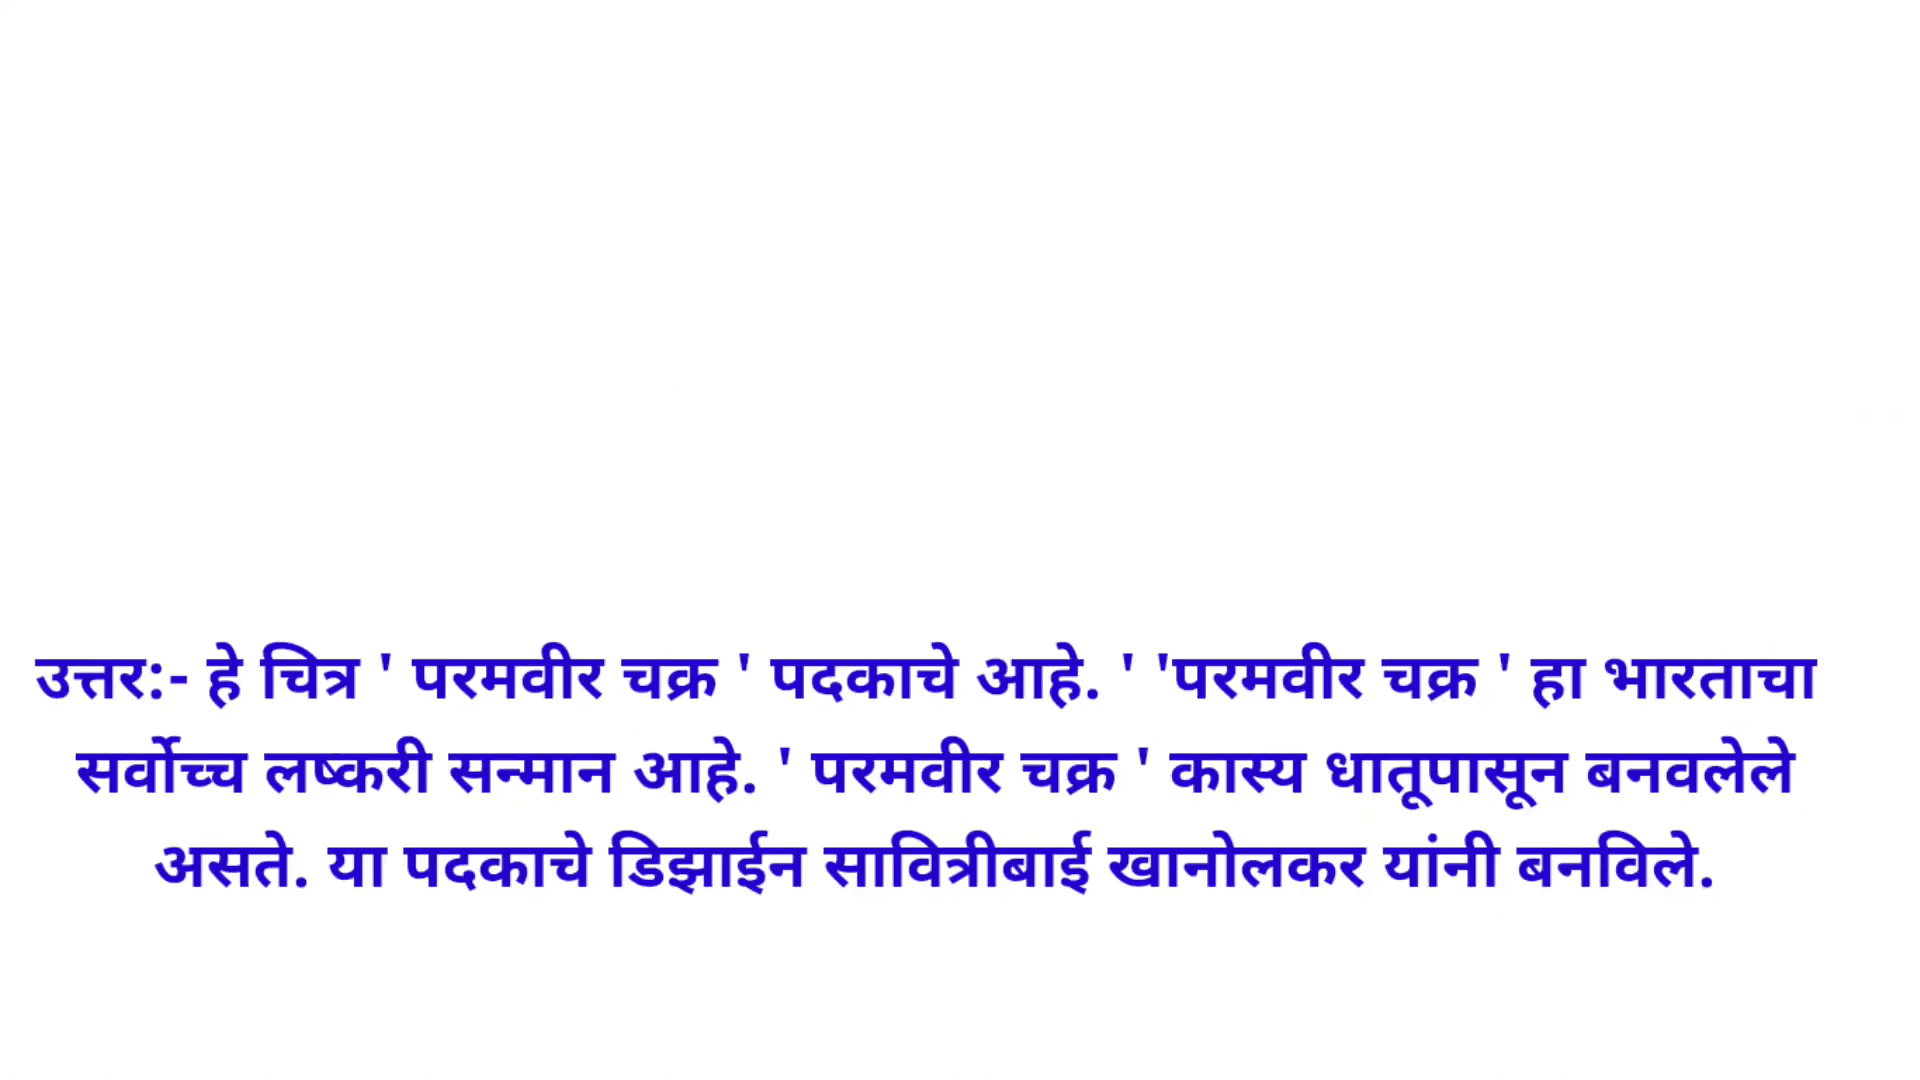 उत्तर:- हे चित्र ' परमवीर चक्र ' पदकाचे आहे. ' 'परमवीर चक्र ' हा भारताचा
सर्वोच्च लष्करी सन्मान आहे. ' परमवीर चक्र ' कास्य धातूपासून बनवलेले
असते. या पदकाचे डिझाईन सावित्रीबाई खानोलकर यांनी बनविले.